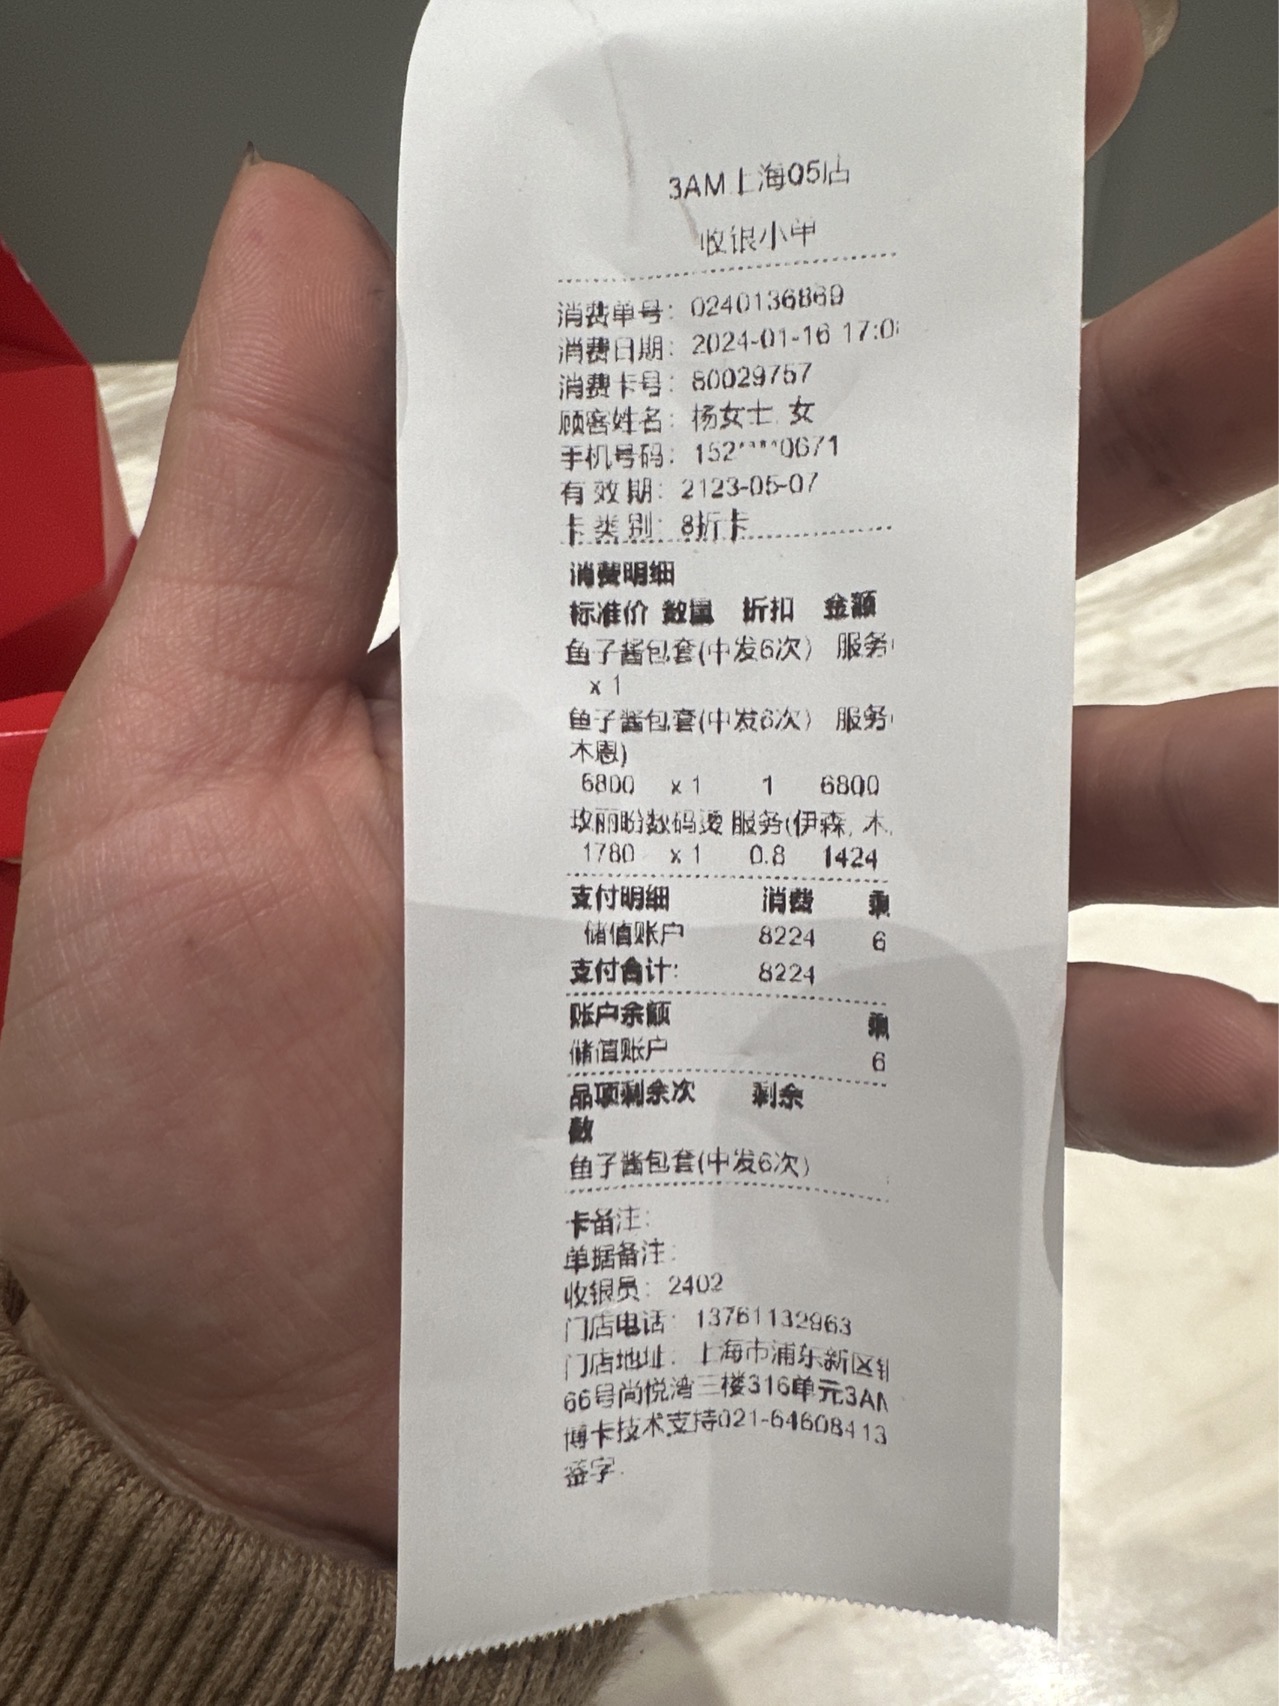 3AM上海05店
收银小单
消费单号：0240136869
消费日期：2024-01-16 17:0
消费卡号：80029757
顾客姓名：杨女士 女
手机号码：152****0671
有 效 期：2123-05-07
卡 类 别：8折卡
消费明细
标准价 数量 折扣 金额
鱼子酱包套(中发6次） 服务
x 1
鱼子酱包套(中发6次） 服务
木恩)
6800 x 1 1 6800
玫丽盼数码烫 服务(伊森, 木
1780 x 1 0.8 1424
支付明细 消费 剩
储值账户 8224 6
支付合计: 8224
账户余额 剩
储值账户 6
品项剩余次 剩余
数
鱼子酱包套(中发6次）
卡备注：
单据备注：
收银员：2402
门店电话：13761132963
门店地址：上海市浦东新区
66号尚悦湾三楼316单元3AM
博卡技术支持021-64608413
签字: